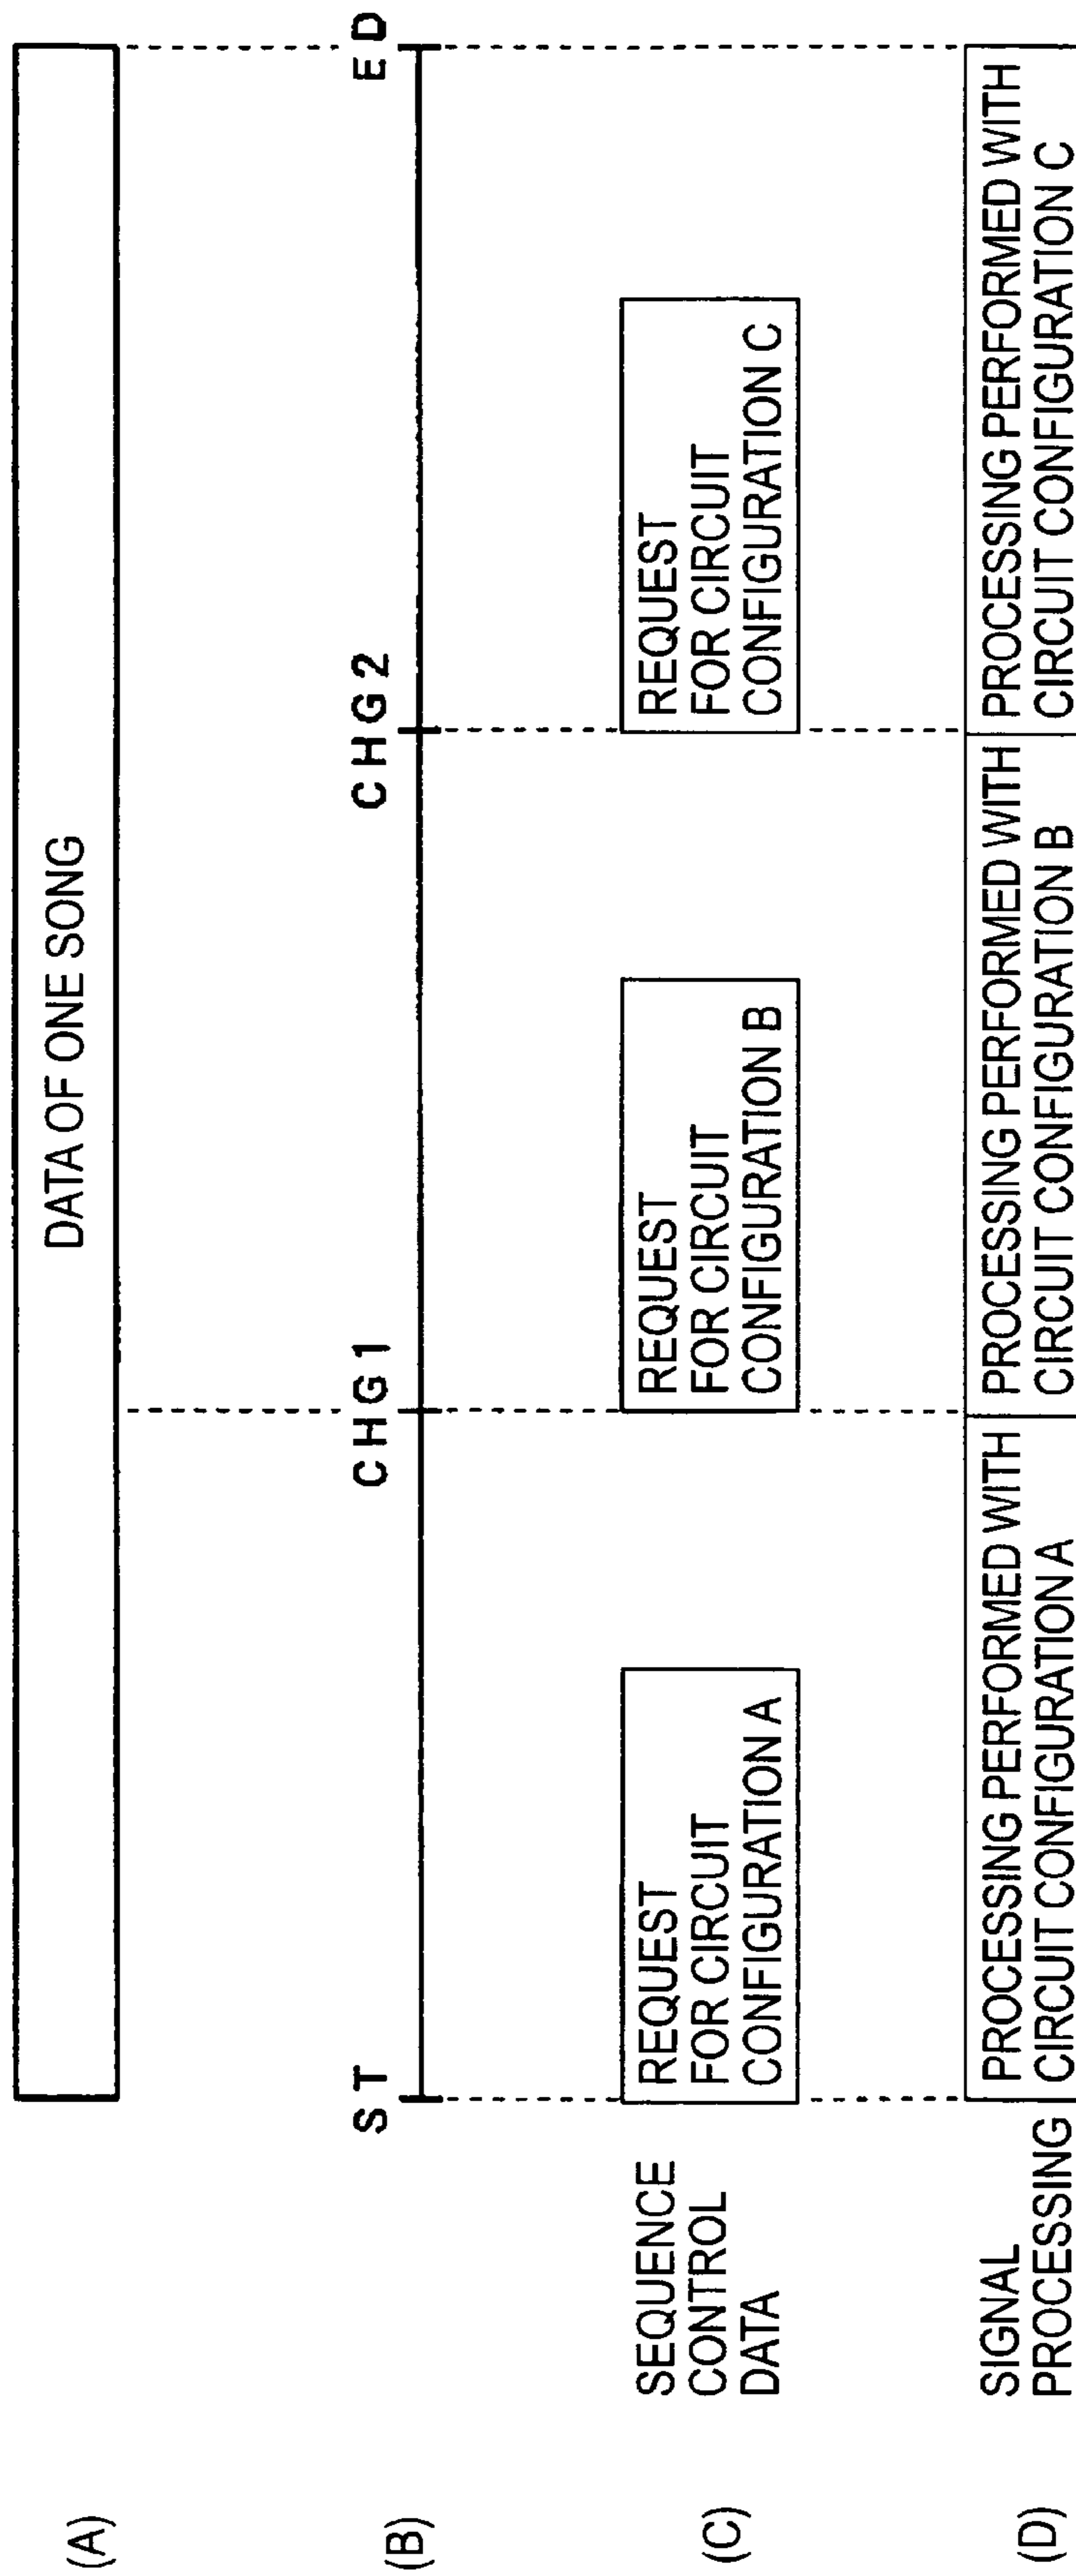 (A)
DATA OF ONE SONG
(B)
ST
CHG1
CHG2
ED
(C)
SEQUENCE
CONTROL
DATA
REQUEST
FOR CIRCUIT
CONFIGURATION A
REQUEST
FOR CIRCUIT
CONFIGURATION B
REQUEST
FOR CIRCUIT
CONFIGURATION C
(D)
SIGNAL
PROCESSING
PROCESSING PERFORMED WITH
CIRCUIT CONFIGURATION A
PROCESSING PERFORMED WITH
CIRCUIT CONFIGURATION B
PROCESSING PERFORMED WITH
CIRCUIT CONFIGURATION C